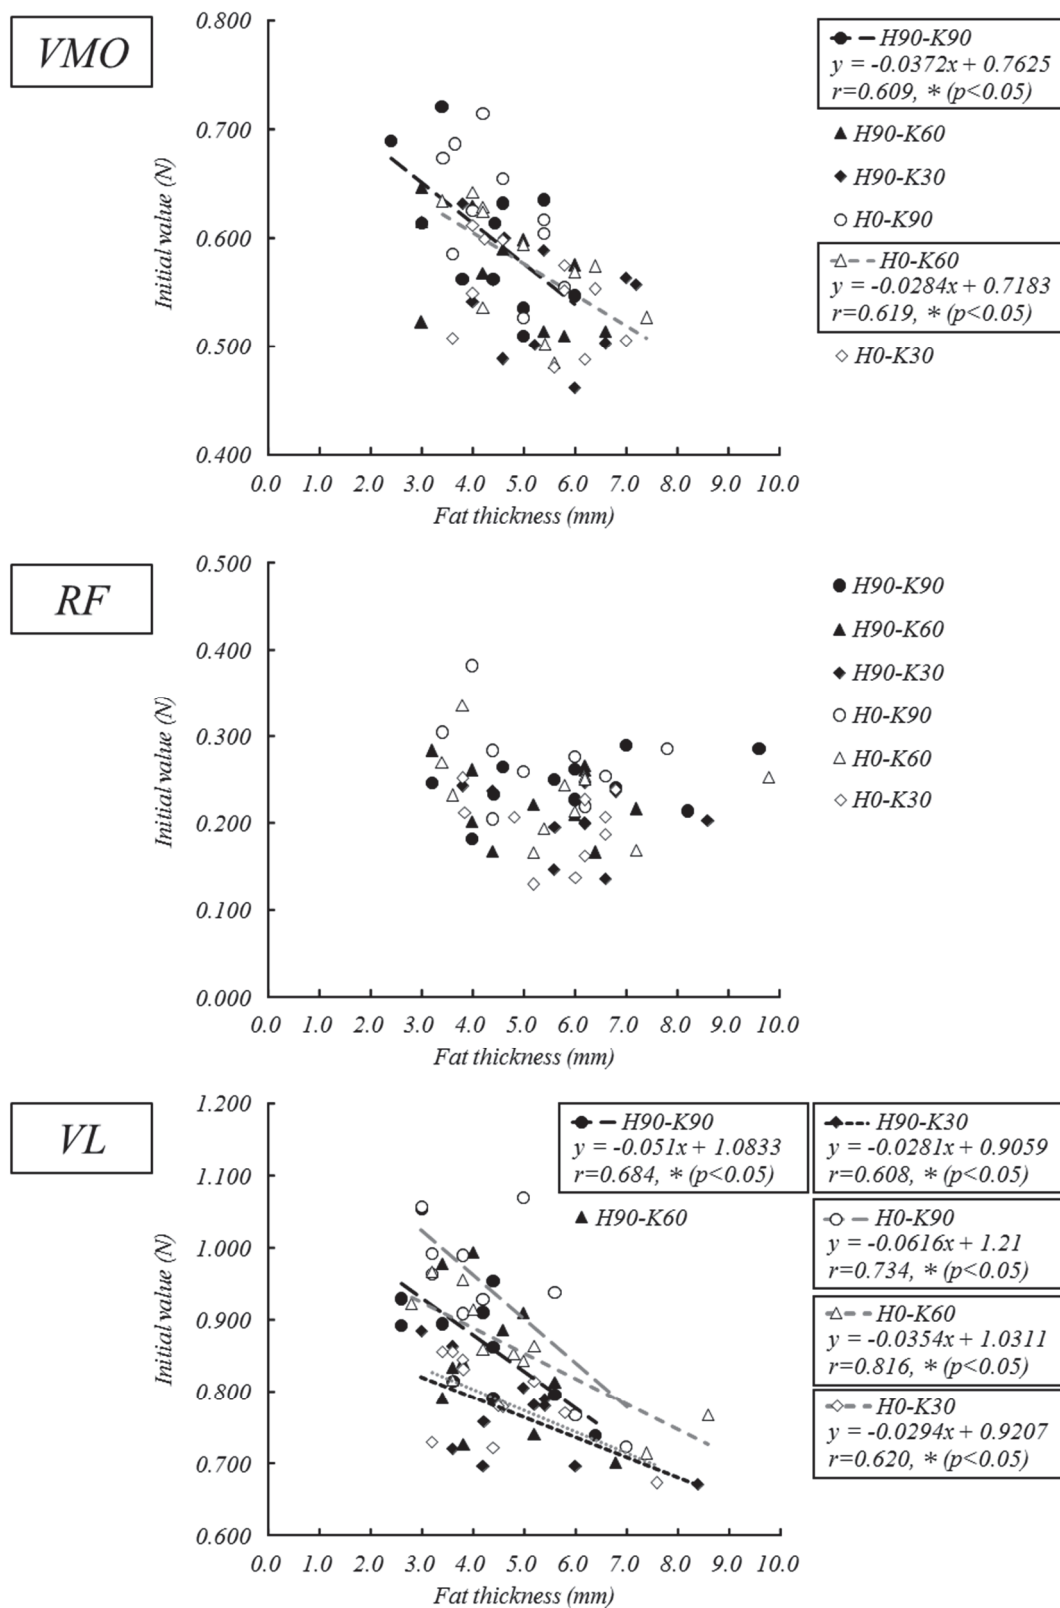 VMO
0.800
0.700
0.600
0.500
0.400
Initial value (N)
0.0 1.0 2.0 3.0 4.0 5.0 6.0 7.0 8.0 9.0 10.0
Fat thickness (mm)
H90-K90
y = -0.0372x + 0.7625
r=0.609, * (p<0.05)
H90-K60
H90-K30
H0-K90
H0-K60
y = -0.0284x + 0.7183
r=0.619, * (p<0.05)
H0-K30
RF
0.500
0.400
0.300
0.200
0.100
0.000
Initial value (N)
0.0 1.0 2.0 3.0 4.0 5.0 6.0 7.0 8.0 9.0 10.0
Fat thickness (mm)
H90-K90
H90-K60
H90-K30
H0-K90
H0-K60
H0-K30
VL
1.200
1.100
1.000
0.900
0.800
0.700
0.600
Initial value (N)
0.0 1.0 2.0 3.0 4.0 5.0 6.0 7.0 8.0 9.0 10.0
Fat thickness (mm)
H90-K90
y = -0.051x + 1.0833
r=0.684, * (p<0.05)
H90-K60
H90-K30
y = -0.0281x + 0.9059
r=0.608, * (p<0.05)
H0-K90
y = -0.0616x + 1.21
r=0.734, * (p<0.05)
H0-K60
y = -0.0354x + 1.0311
r=0.816, * (p<0.05)
H0-K30
y = -0.0294x + 0.9207
r=0.620, * (p<0.05)